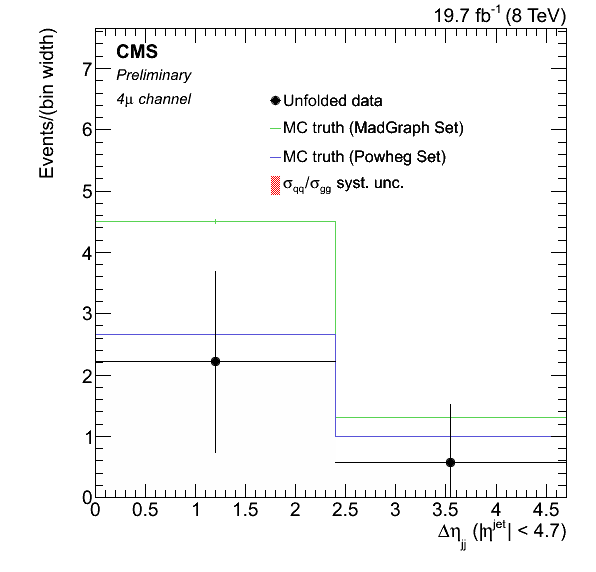 19.7 fb⁻¹ (8 TeV)
CMS
Preliminary
4μ channel
Unfolded data
MC truth (MadGraph Set)
MC truth (Powheg Set)
σqq/σgg syst. unc.
Events/(bin width)
7
6
5
4
3
2
1
0
0 0.5 1 1.5 2 2.5 3 3.5 4 4.5
Δηjj (|ηjet| < 4.7)